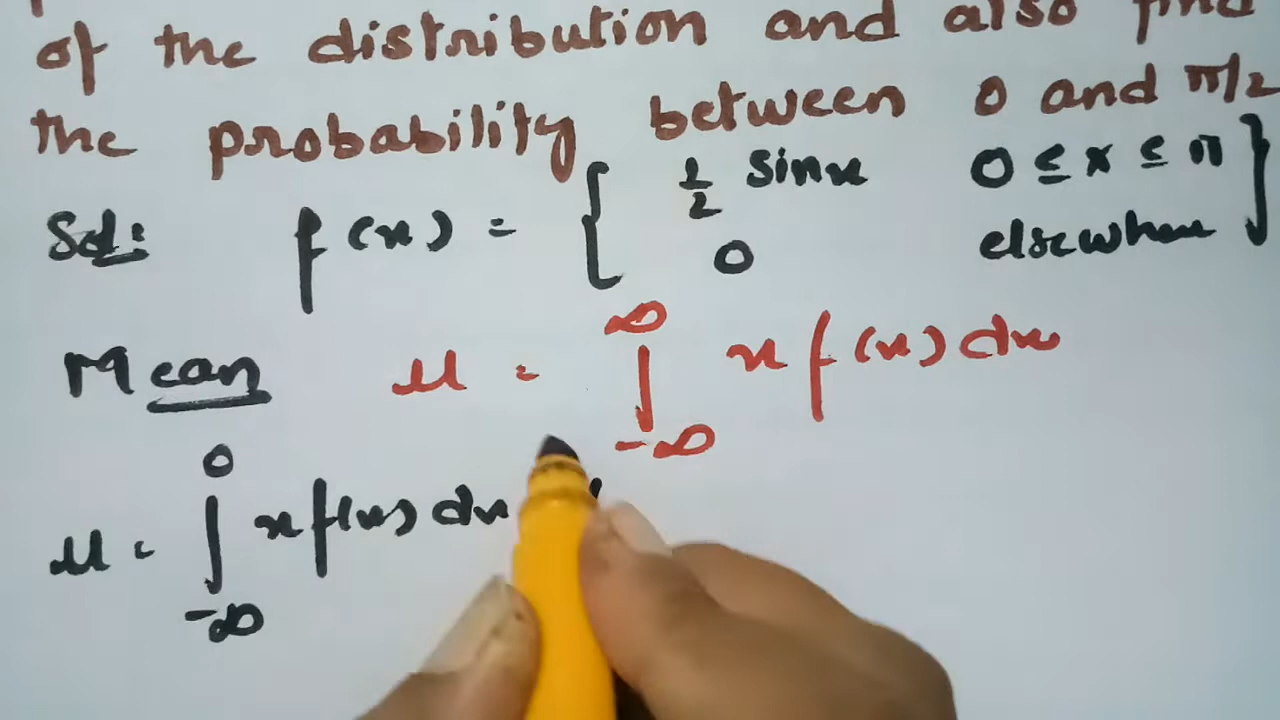 of the distribution and also find
the probability between 0 and π/2
Sol: f(x) = { 1/2 sinx 0 ≤ x ≤ π
0 elsewhere }
Mean μ = ∫_{-∞}^{∞} x f(x) dx
μ = ∫_{-∞}^{0} x f(x) dx